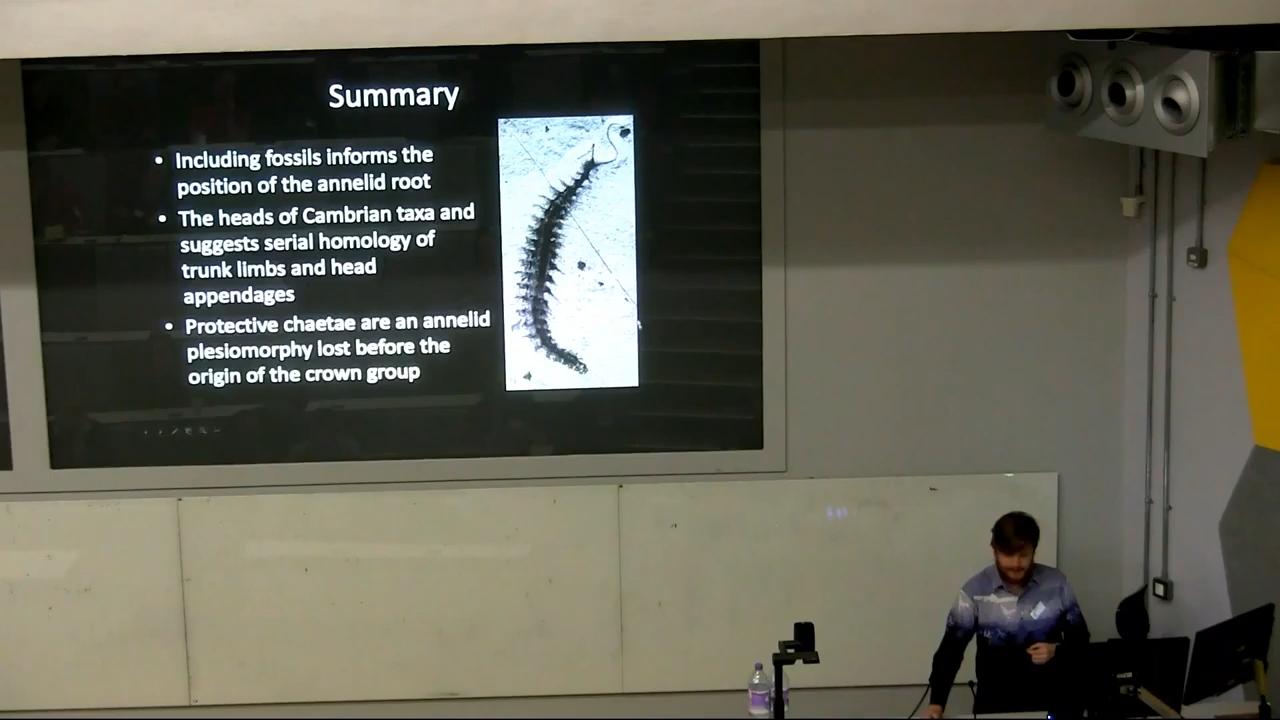 Summary
• Including fossils informs the
position of the annelid root
• The heads of Cambrian taxa and
suggests serial homology of
trunk limbs and head
appendages
• Protective chaetae are an annelid
plesiomorphy lost before the
origin of the crown group